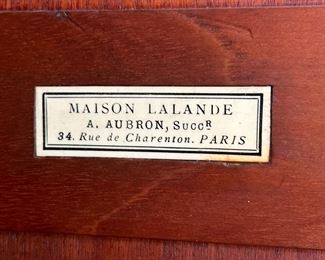 MAISON LALANDE
A. AUBRON, SUCCR
34. Rue de Charenton. PARIS